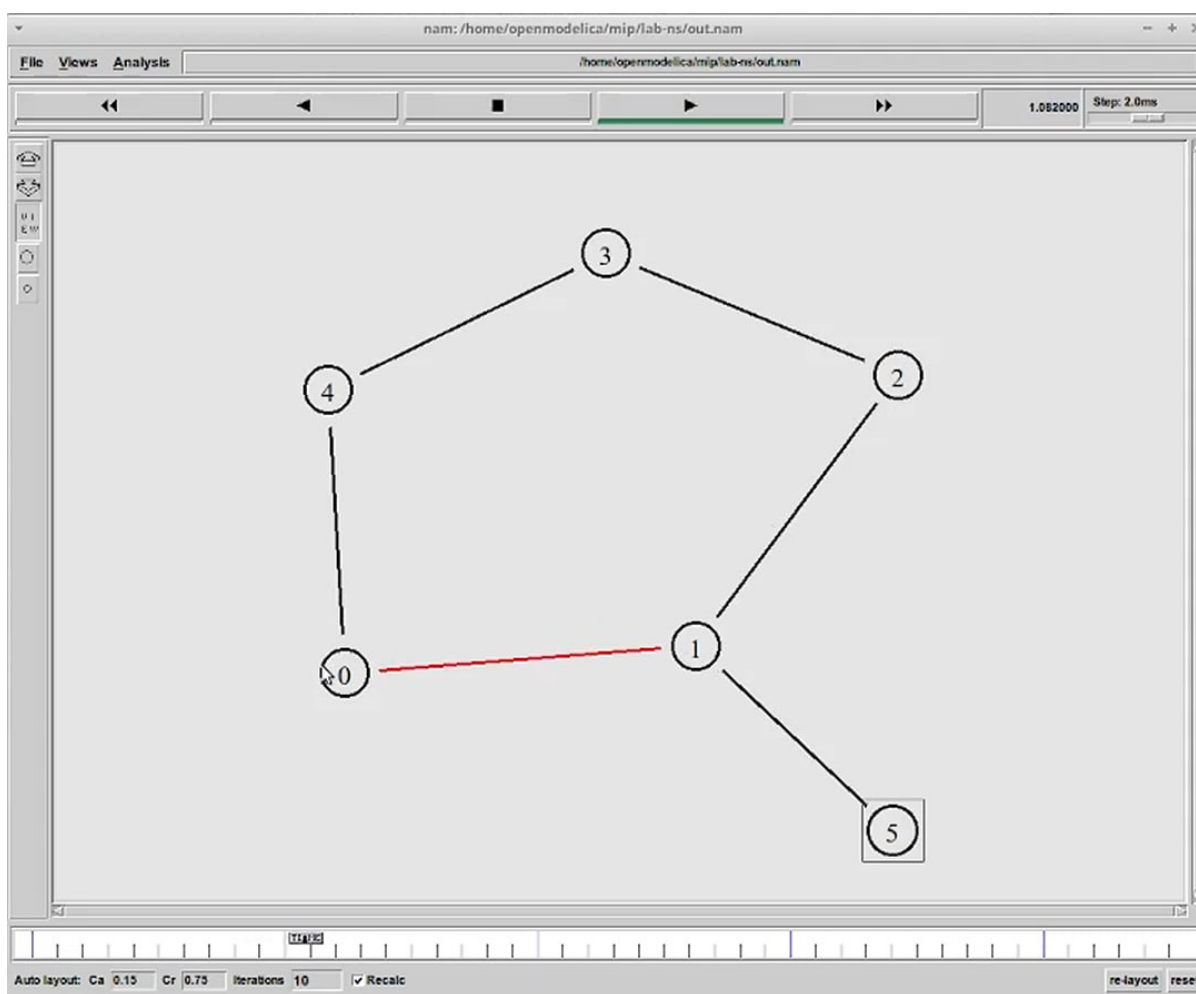 nam: /home/openmodelica/mip/lab-ns/out.nam
File Views Analysis /home/openmodelica/mip/lab-ns/out.nam
1.082000 Step: 2.0ms
3
4
2
0
1
5
TIME
Auto layout: Ca 0.15 Cr 0.75 Iterations 10 Recalc re-layout rese